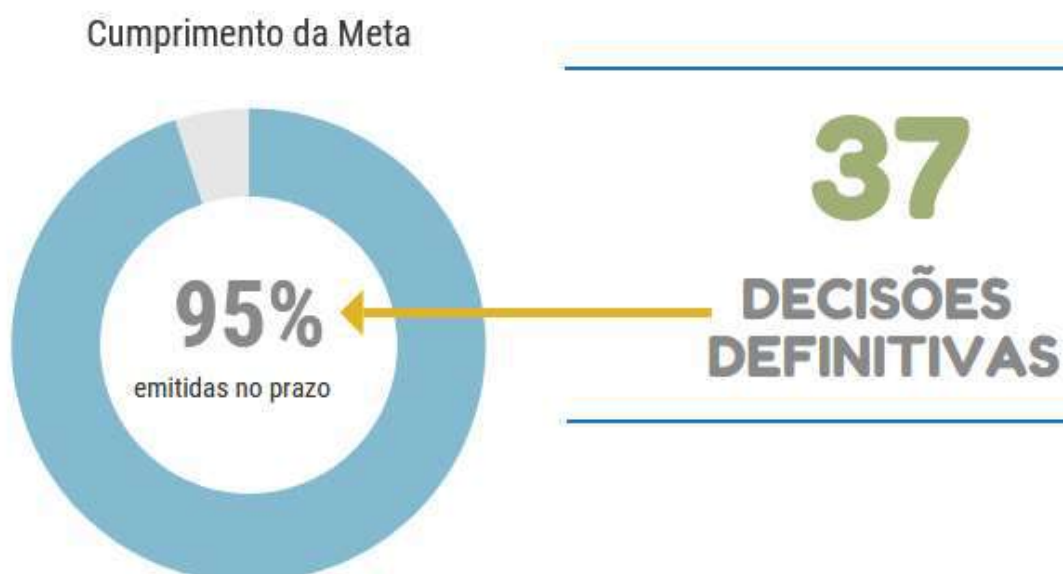 Cumprimento da Meta
95%
emitidas no prazo
37
DECISÕES
DEFINITIVAS